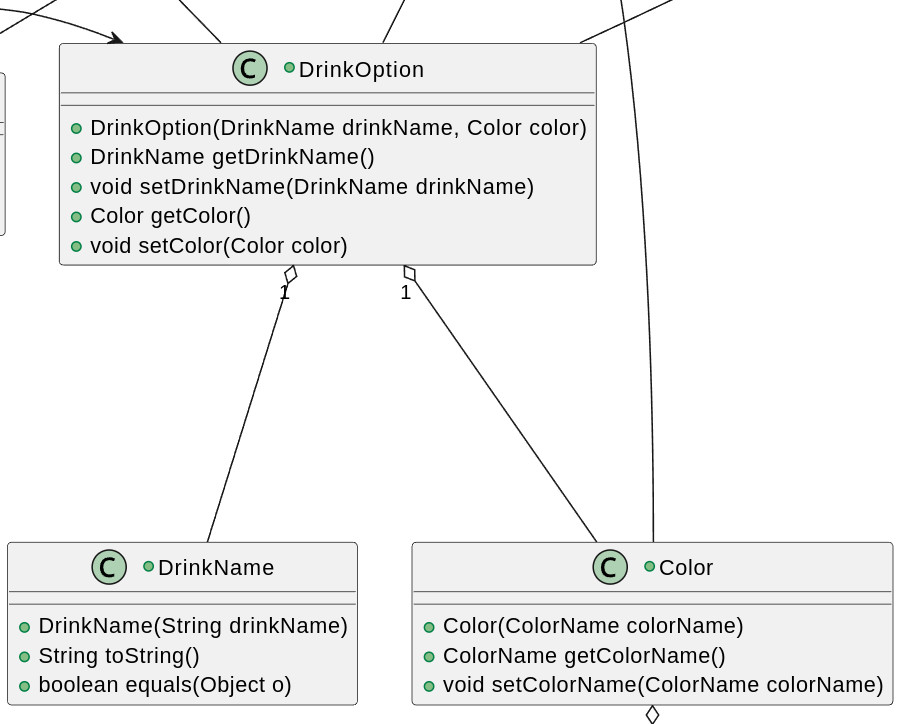 C DrinkOption
DrinkOption(DrinkName drinkName, Color color)
DrinkName getDrinkName()
void setDrinkName(DrinkName drinkName)
Color getColor()
void setColor(Color color)
1 1
C DrinkName
DrinkName(String drinkName)
String toString()
boolean equals(Object o)
C Color
Color(ColorName colorName)
ColorName getColorName()
void setColorName(ColorName colorName)